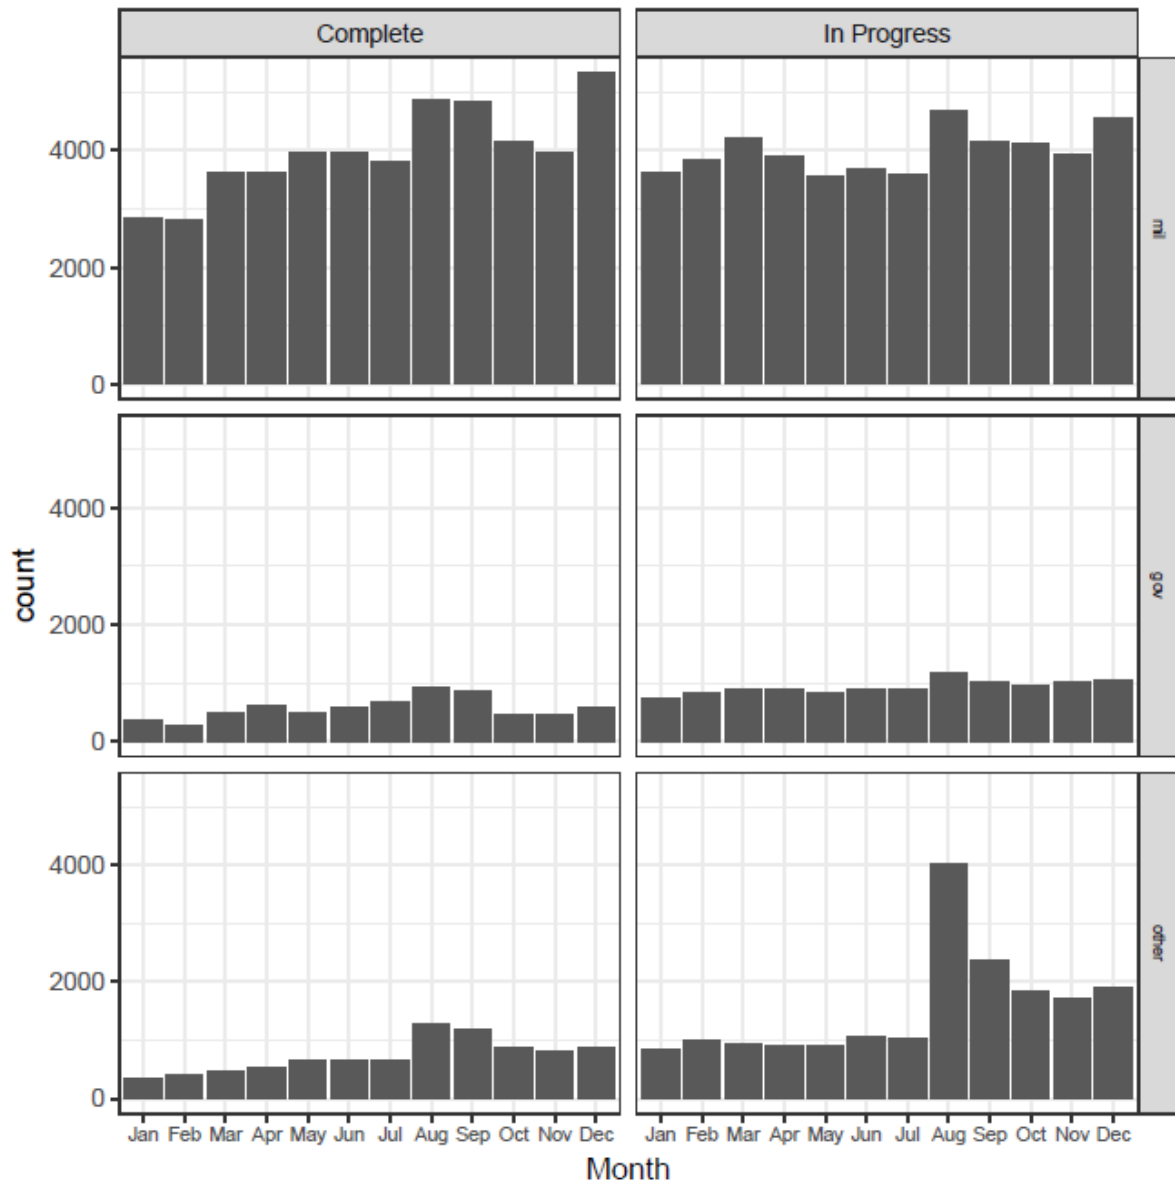 Complete In Progress
4000
2000
0
mil
4000
2000
0
gov
4000
2000
0
other
count
Jan Feb Mar Apr May Jun Jul Aug Sep Oct Nov Dec Jan Feb Mar Apr May Jun Jul Aug Sep Oct Nov Dec
Month